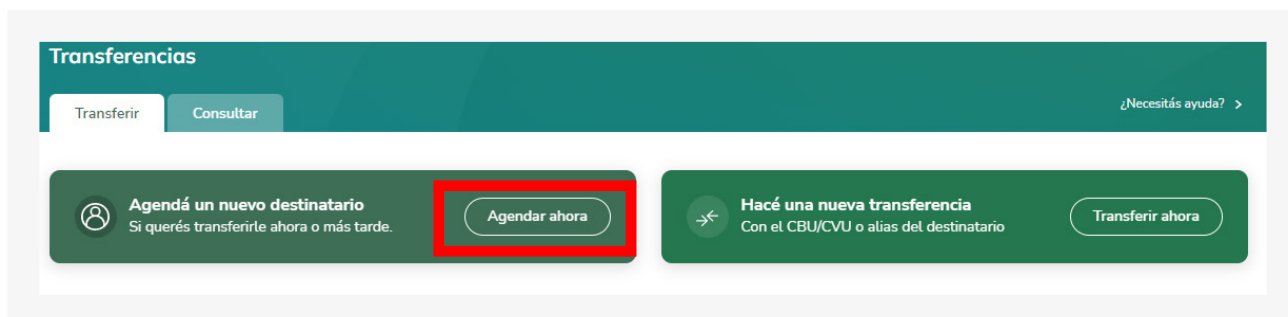 Transferencias
Transferir
Consultar
¿Necesitás ayuda? >
Agendá un nuevo destinatario
Si querés transferirle ahora o más tarde.
Agendar ahora
Hacé una nueva transferencia
Con el CBU/CVU o alias del destinatario
Transferir ahora